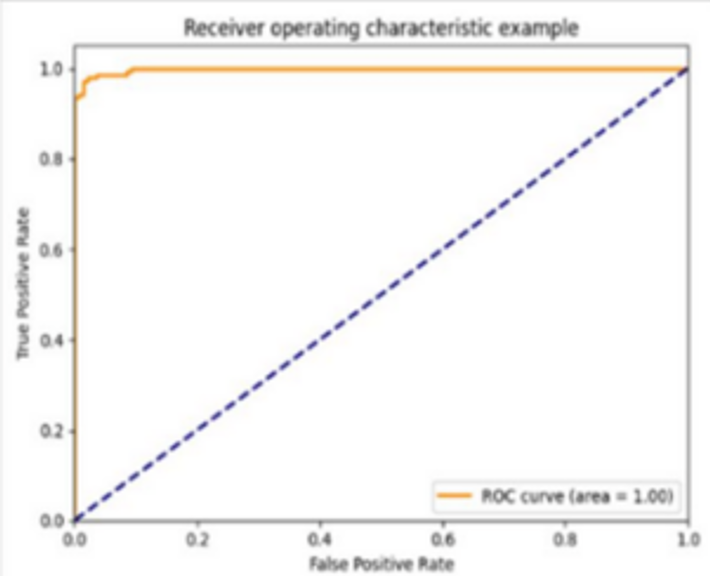 Receiver operating characteristic example
1.0
0.8
0.6
0.4
0.2
0.0
True Positive Rate
ROC curve (area = 1.00)
0.0 0.2 0.4 0.6 0.8 1.0
False Positive Rate